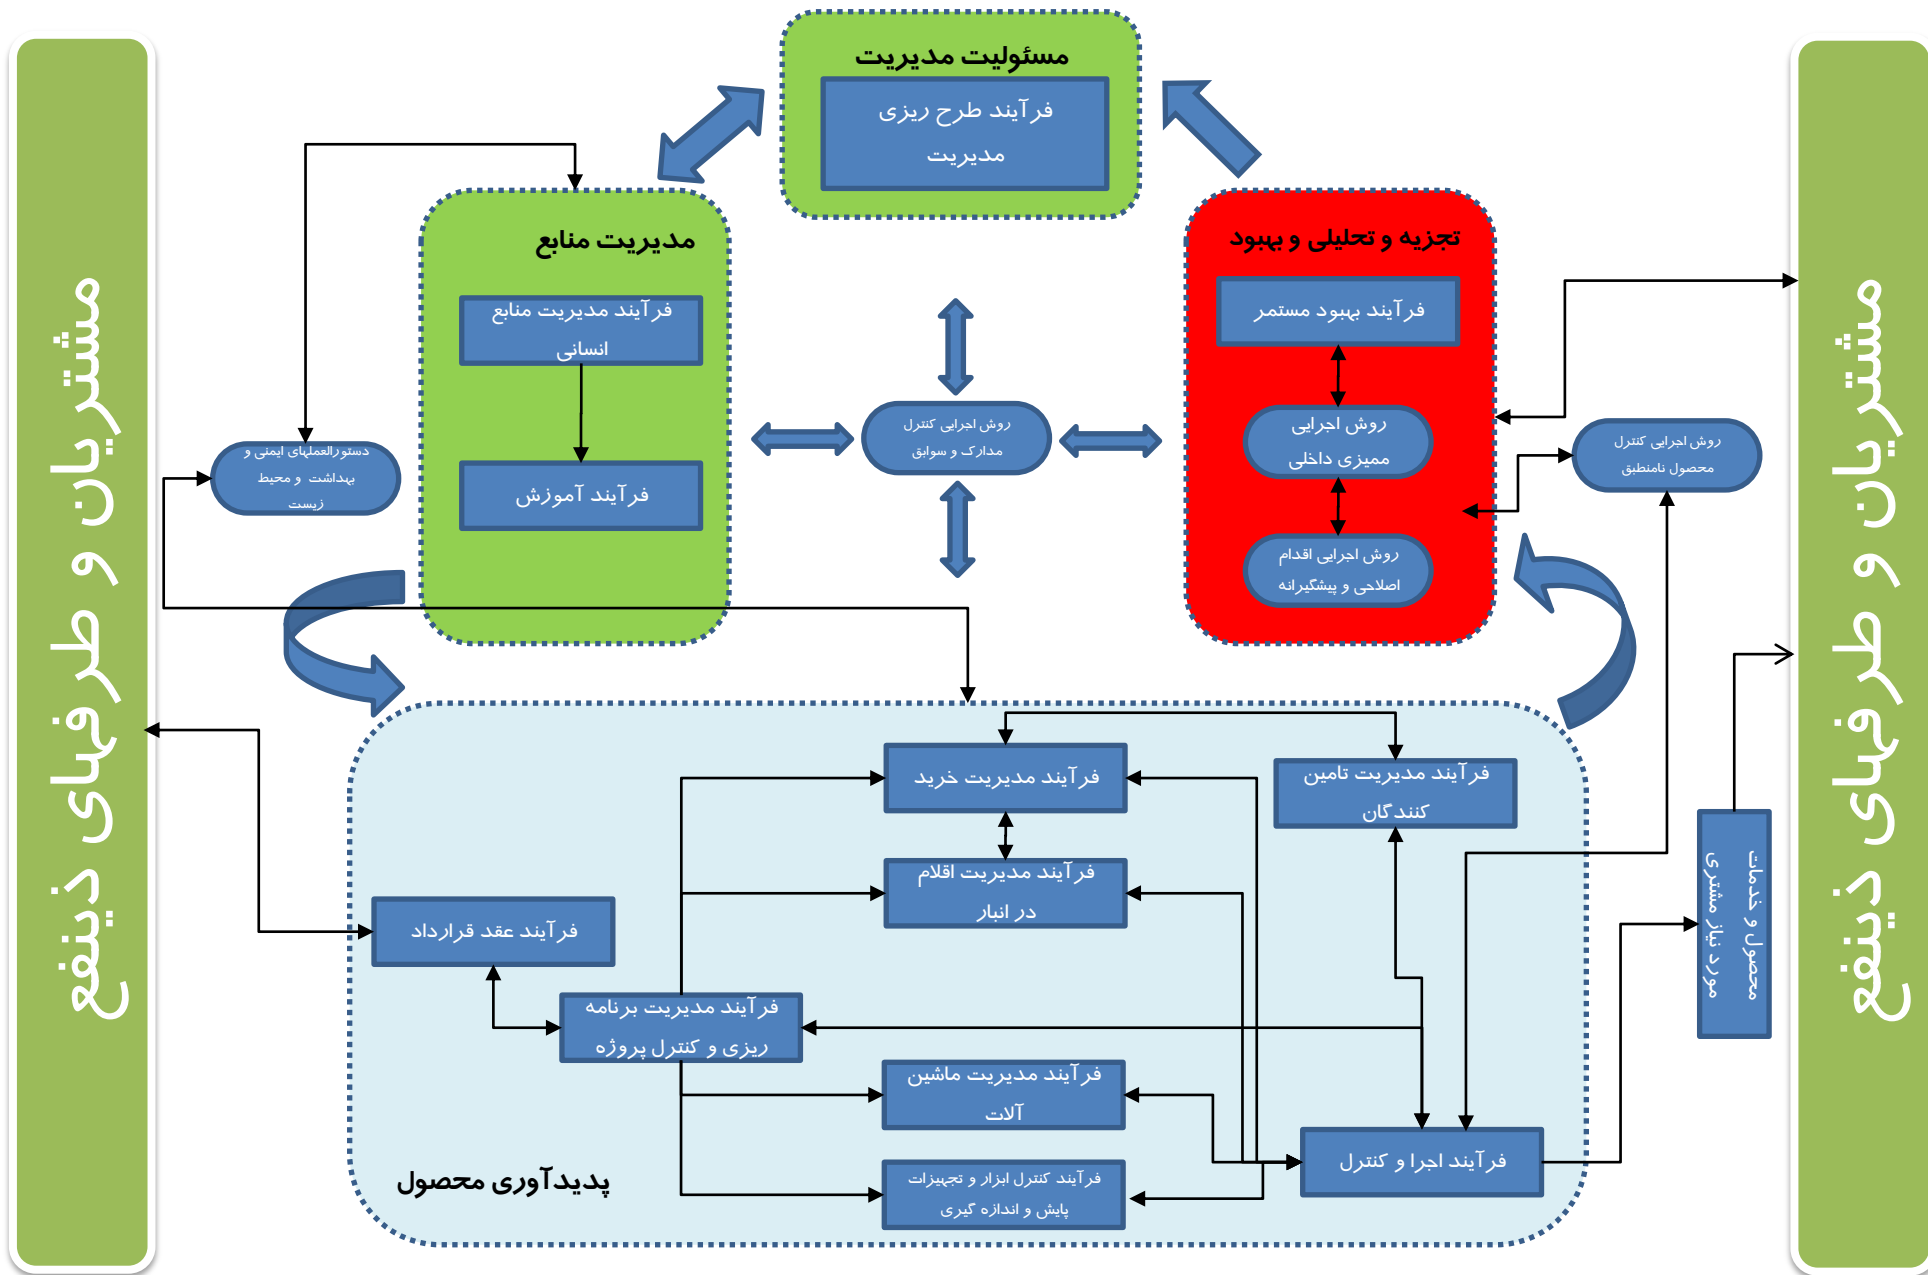 مسئولیت مدیریت
فرآیند طرح ریزی
مدیریت
مشتریان و طرفهای ذینفع
مدیریت منابع
فرآیند مدیریت منابع
انسانی
فرآیند آموزش
تجزیه و تحلیلی و بهبود
فرآیند بهبود مستمر
روش اجرایی
ممیزی داخلی
روش اجرایی اقدام
اصلاحی و پیشگیرانه
روش اجرایی کنترل
مدارک و سوابق
روش اجرایی کنترل
محصول نامنطبق
دستورالعملهای ایمنی و
بهداشت و محیط
زیست
مشتریان و طرفهای ذینفع
فرآیند مدیریت خرید
فرآیند مدیریت تامین
کنندگان
فرآیند مدیریت اقلام
در انبار
فرآیند عقد قرارداد
فرآیند مدیریت برنامه
ریزی و کنترل پروژه
فرآیند مدیریت ماشین
آلات
فرآیند کنترل ابزار و تجهیزات
پایش و اندازه گیری
فرآیند اجرا و کنترل
محصول و خدمات
مورد نیاز مشتری
پدیدآوری محصول